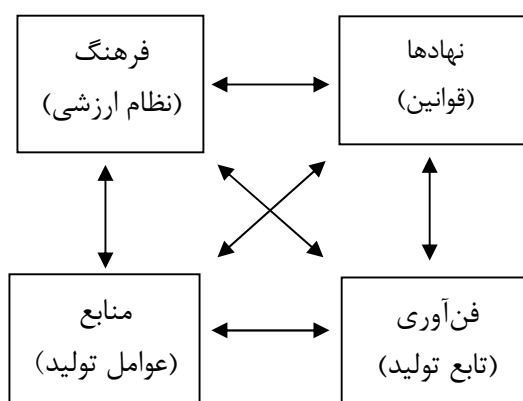 نهادها
(قوانین)
فرهنگ
(نظام ارزشی)
فن‌آوری
(تابع تولید)
منابع
(عوامل تولید)